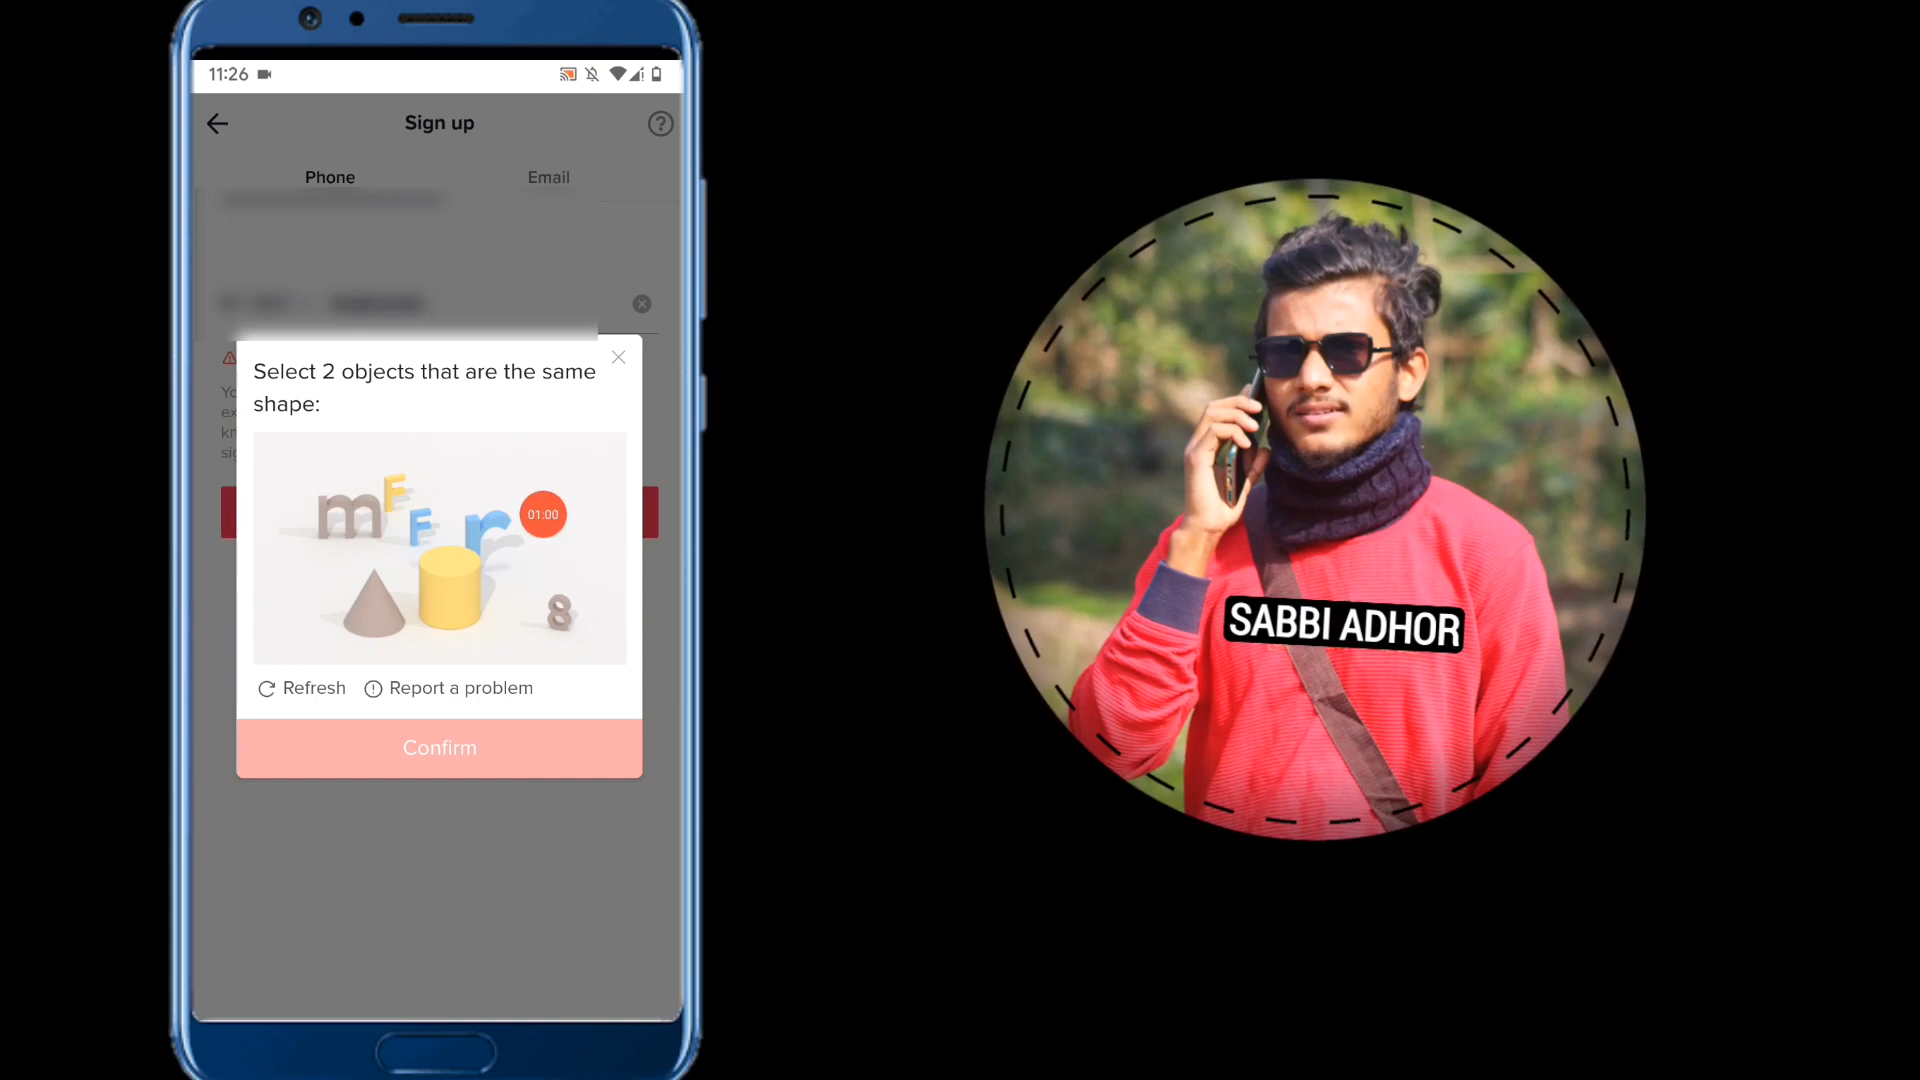 11:26
Sign up
Phone
Email
Select 2 objects that are the same
shape:
m
F
F
r
01:00
8
Refresh
Report a problem
Confirm
SABBI ADHOR